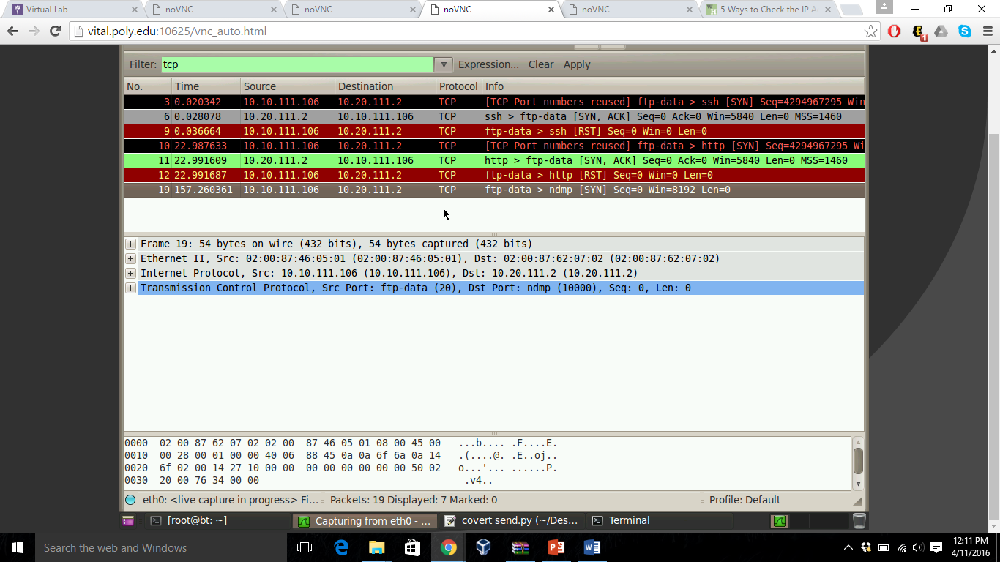 Virtual Lab
noVNC
noVNC
noVNC
noVNC
5 Ways to Check the IP A
vital.poly.edu:10625/vnc_auto.html
Filter: tcp Expression... Clear Apply
No. Time Source Destination Protocol Info
3 0.020342 10.10.111.106 10.20.111.2 TCP [TCP Port numbers reused] ftp-data > ssh [SYN] Seq=4294967295 Win
6 0.028078 10.20.111.2 10.10.111.106 TCP ssh > ftp-data [SYN, ACK] Seq=0 Ack=0 Win=5840 Len=0 MSS=1460
9 0.036664 10.10.111.106 10.20.111.2 TCP ftp-data > ssh [RST] Seq=0 Win=0 Len=0
10 22.987633 10.10.111.106 10.20.111.2 TCP [TCP Port numbers reused] ftp-data > http [SYN] Seq=4294967295 Wi
11 22.991609 10.20.111.2 10.10.111.106 TCP http > ftp-data [SYN, ACK] Seq=0 Ack=0 Win=5840 Len=0 MSS=1460
12 22.991687 10.10.111.106 10.20.111.2 TCP ftp-data > http [RST] Seq=0 Win=0 Len=0
19 157.260361 10.10.111.106 10.20.111.2 TCP ftp-data > ndmp [SYN] Seq=0 Win=8192 Len=0
Frame 19: 54 bytes on wire (432 bits), 54 bytes captured (432 bits)
Ethernet II, Src: 02:00:87:46:05:01 (02:00:87:46:05:01), Dst: 02:00:87:62:07:02 (02:00:87:62:07:02)
Internet Protocol, Src: 10.10.111.106 (10.10.111.106), Dst: 10.20.111.2 (10.20.111.2)
Transmission Control Protocol, Src Port: ftp-data (20), Dst Port: ndmp (10000), Seq: 0, Len: 0
0000 02 00 87 62 07 02 02 00 87 46 05 01 08 00 45 00 ...b.... .F....E.
0010 00 28 00 01 00 00 40 06 88 45 0a 0a 6f 6a 0a 14 .(....@. .E..oj..
0020 6f 02 00 14 27 10 00 00 00 00 00 00 00 00 50 02 o...'... ......P.
0030 20 00 76 34 00 00 .v4..
eth0: <live capture in progress> Fi... Packets: 19 Displayed: 7 Marked: 0 Profile: Default
[root@bt: ~] Capturing from eth0 - ... covert send.py (~/Des... Terminal
Search the web and Windows
12:11 PM
4/11/2016